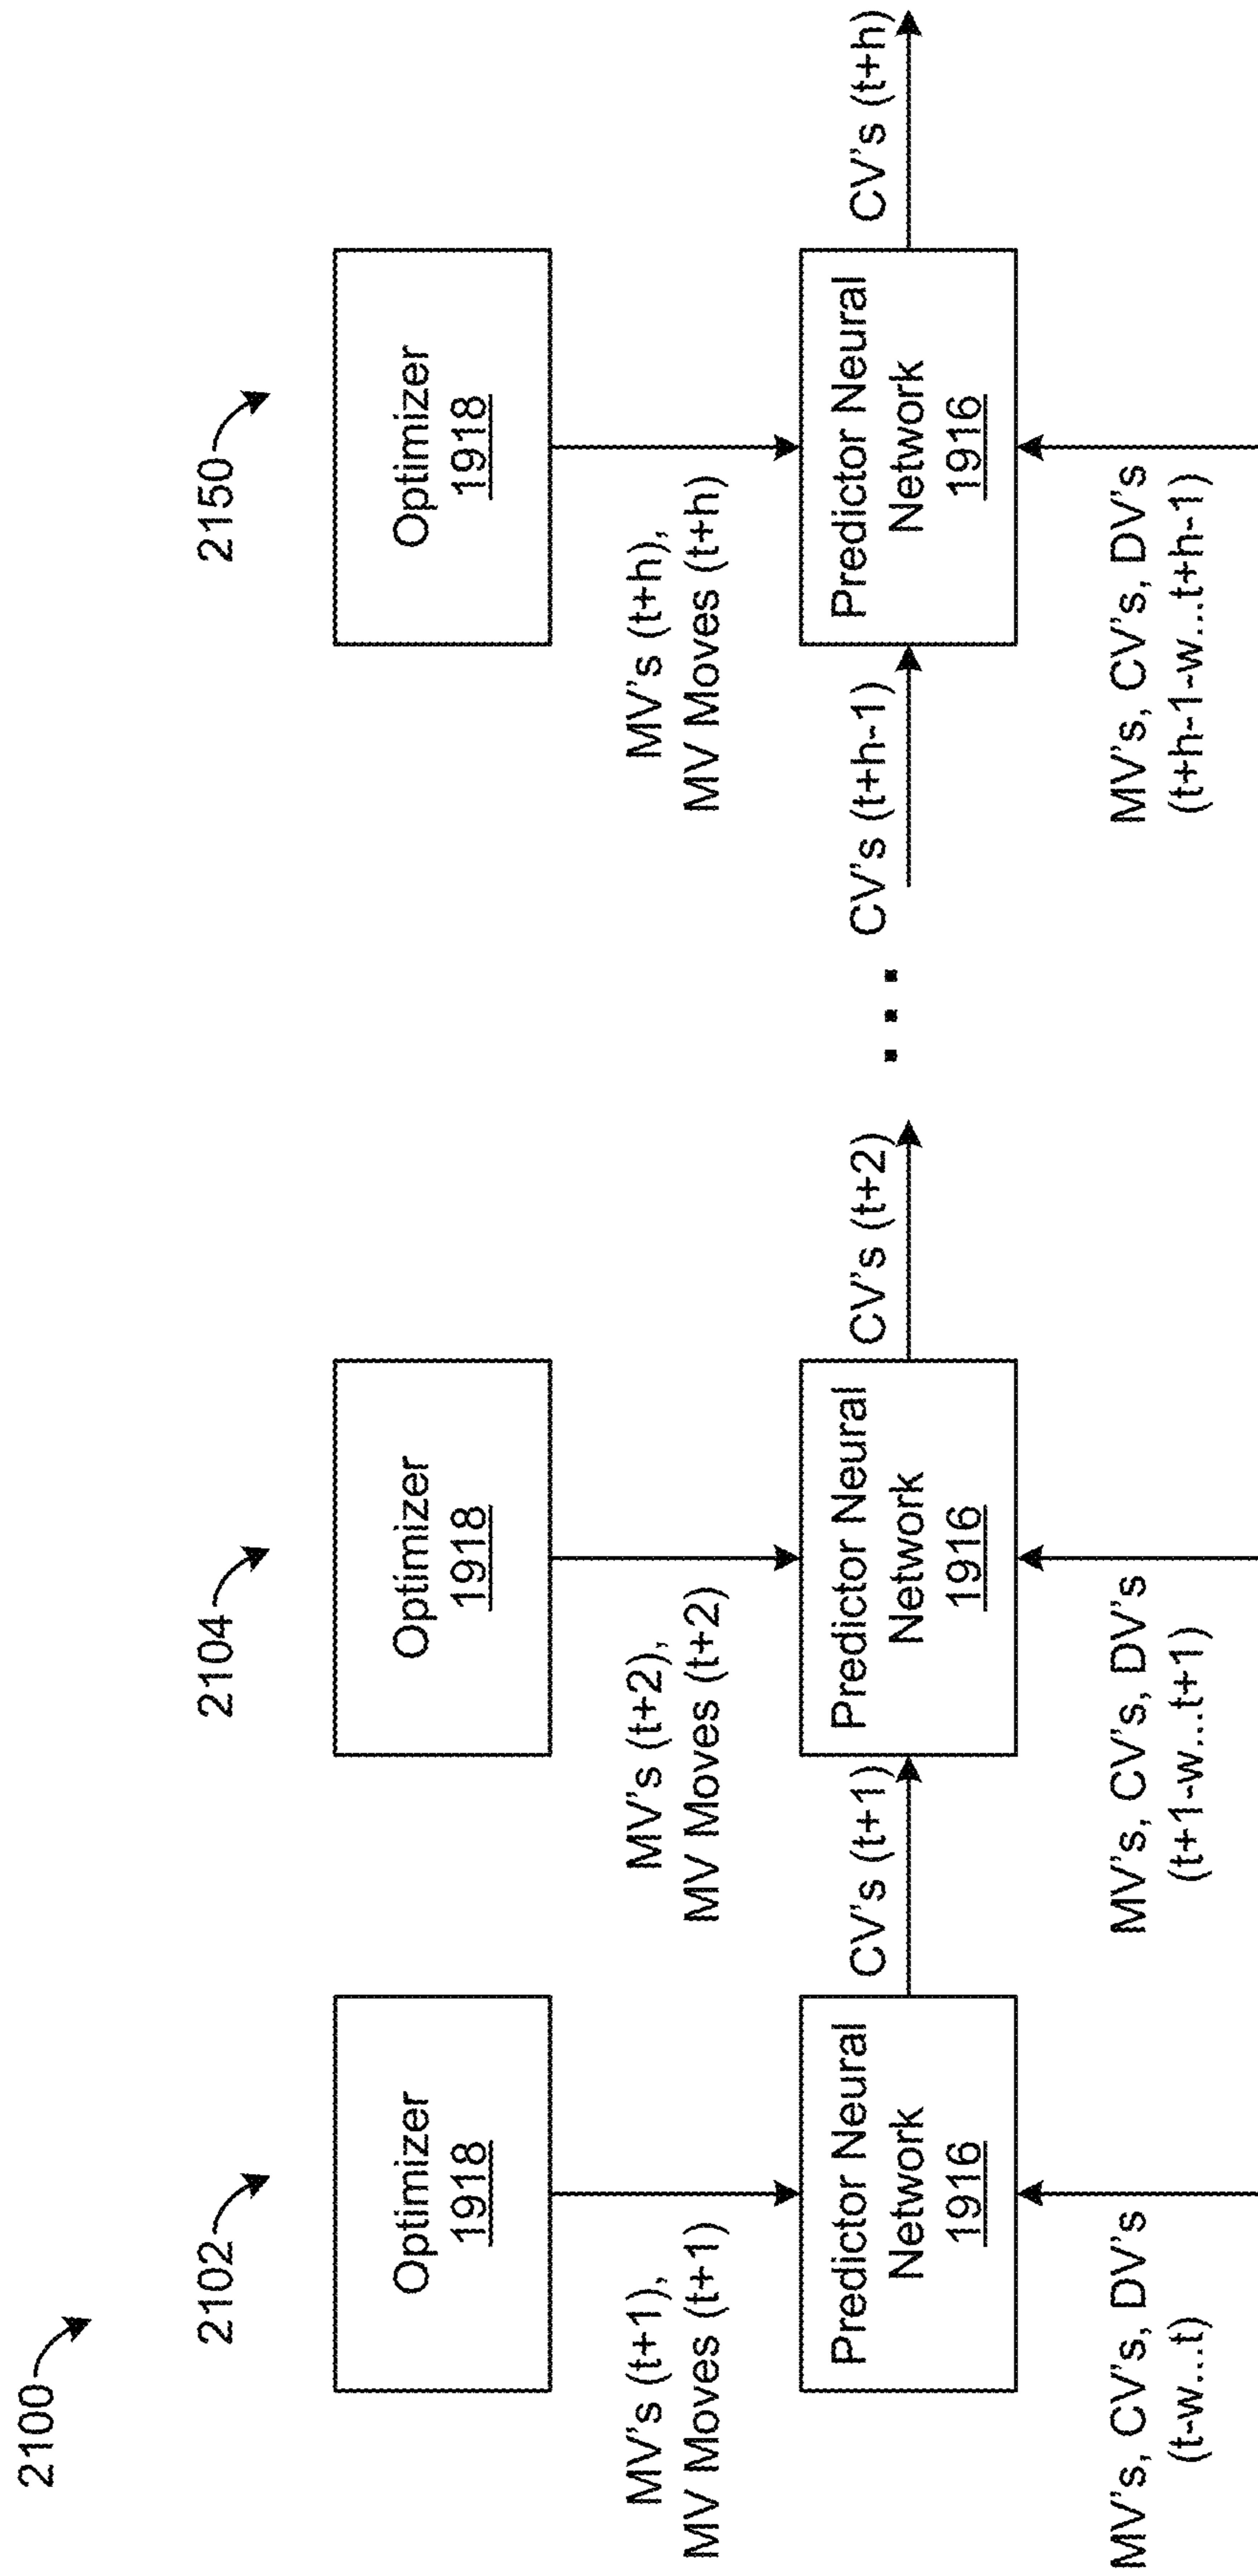 2100
2102
Optimizer
1918
MV's (t+1),
MV Moves (t+1)
Predictor Neural
Network
1916
MV's, CV's, DV's
(t-w...t)
CV's (t+1)
2104
Optimizer
1918
MV's (t+2),
MV Moves (t+2)
Predictor Neural
Network
1916
MV's, CV's, DV's
(t+1-w...t+1)
CV's (t+2)
...
CV's (t+h-1)
2150
Optimizer
1918
MV's (t+h),
MV Moves (t+h)
Predictor Neural
Network
1916
MV's, CV's, DV's
(t+h-1-w...t+h-1)
CV's (t+h)